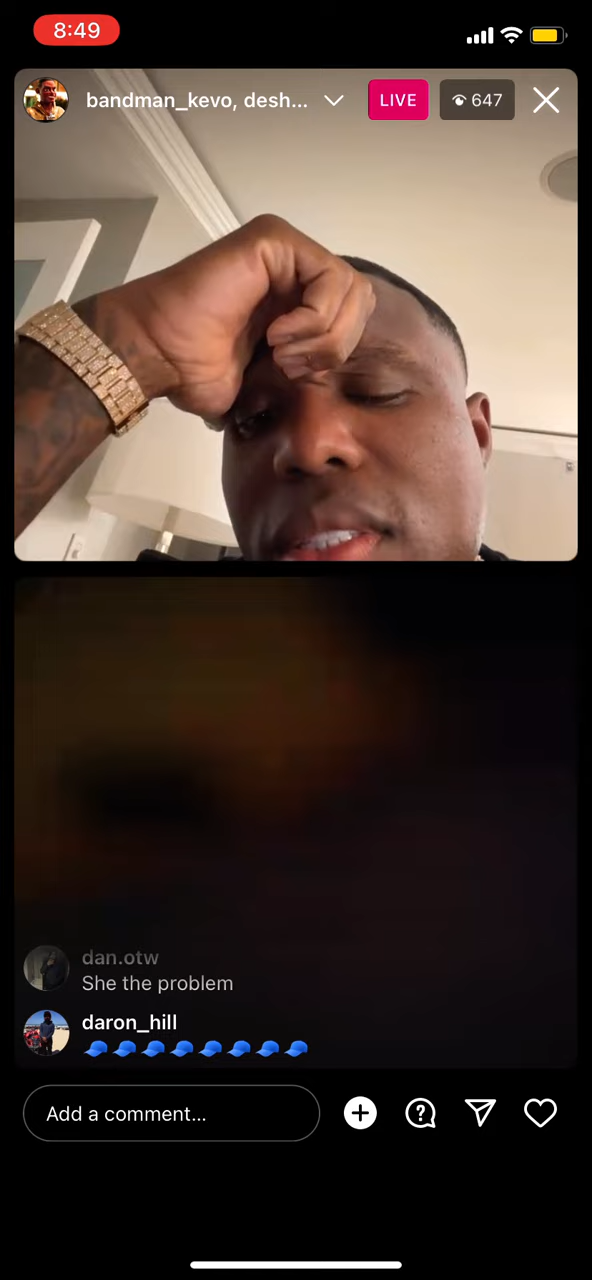 8:49
bandman_kevo, desh...
LIVE
647
dan.otw
She the problem
daron_hill
🧢🧢🧢🧢🧢🧢🧢🧢
Add a comment...